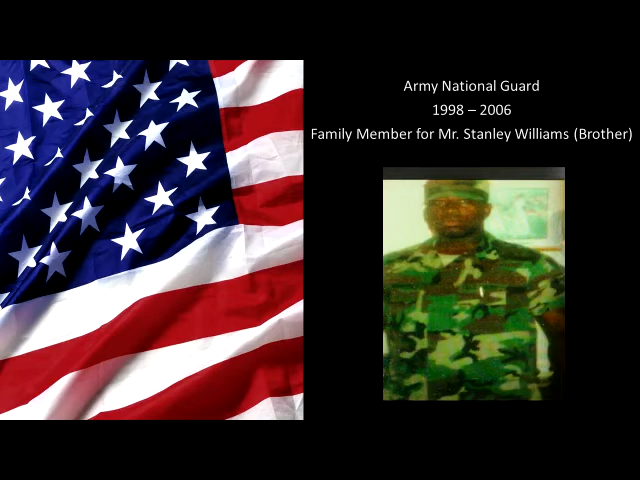 Army National Guard
1998 – 2006
Family Member for Mr. Stanley Williams (Brother)